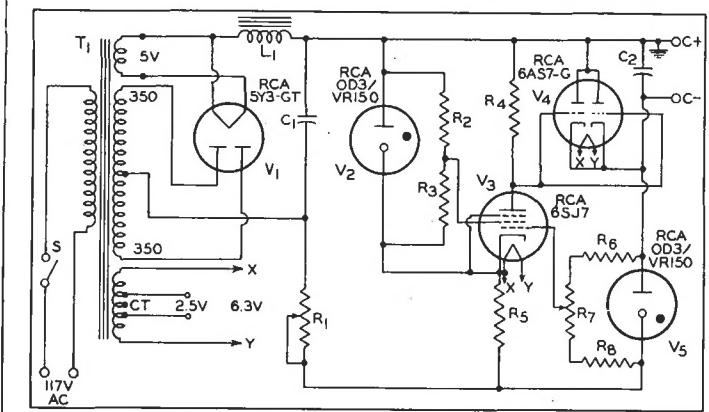 T1
5V
L1
C+
RCA
5Y3-GT
350
C1
V1
RCA
OD3/
VR150
V2
R2
R3
R4
RCA
6AS7-G
V4
X Y
C2
C-
V3
RCA
6SJ7
X Y
350
S
X
CT
2.5V
6.3V
Y
R1
R5
R6
R7
R8
RCA
OD3/
VR150
V5
117V
AC